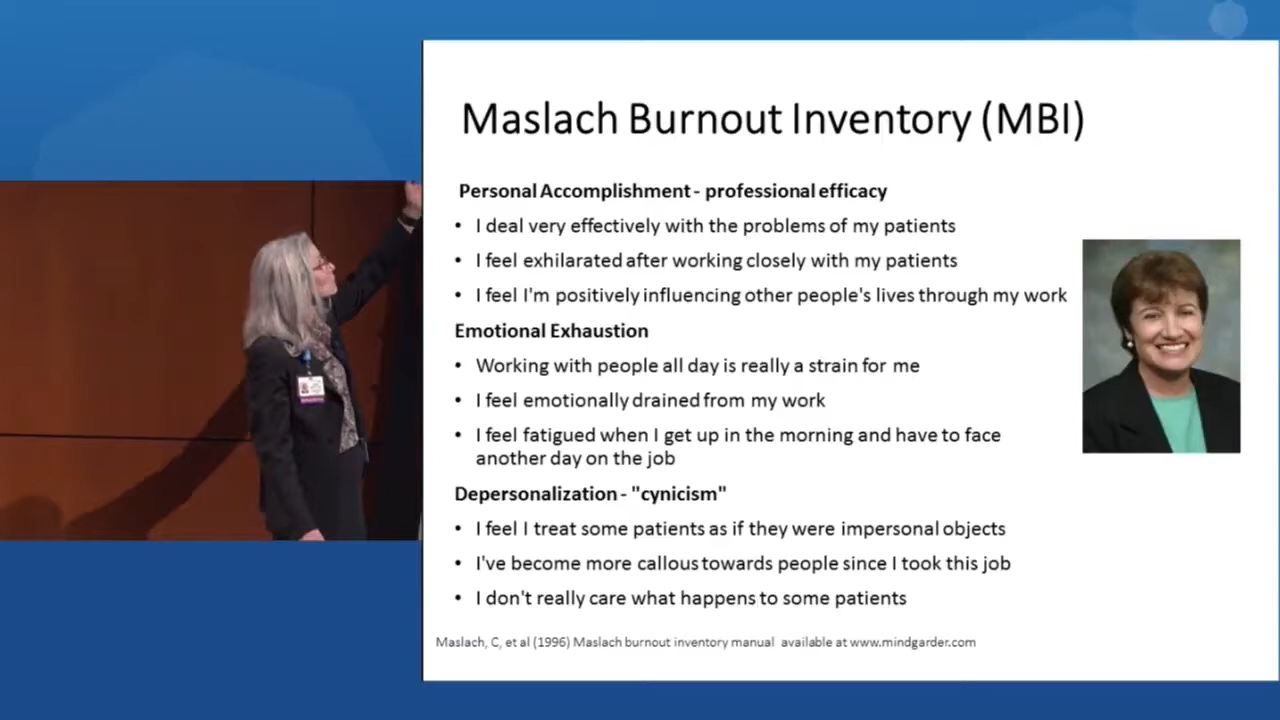 Maslach Burnout Inventory (MBI)
Personal Accomplishment - professional efficacy
• I deal very effectively with the problems of my patients
• I feel exhilarated after working closely with my patients
• I feel I'm positively influencing other people's lives through my work
Emotional Exhaustion
• Working with people all day is really a strain for me
• I feel emotionally drained from my work
• I feel fatigued when I get up in the morning and have to face
another day on the job
Depersonalization - "cynicism"
• I feel I treat some patients as if they were impersonal objects
• I've become more callous towards people since I took this job
• I don't really care what happens to some patients
Maslach, C, et al (1996) Maslach burnout inventory manual available at www.mindgarder.com